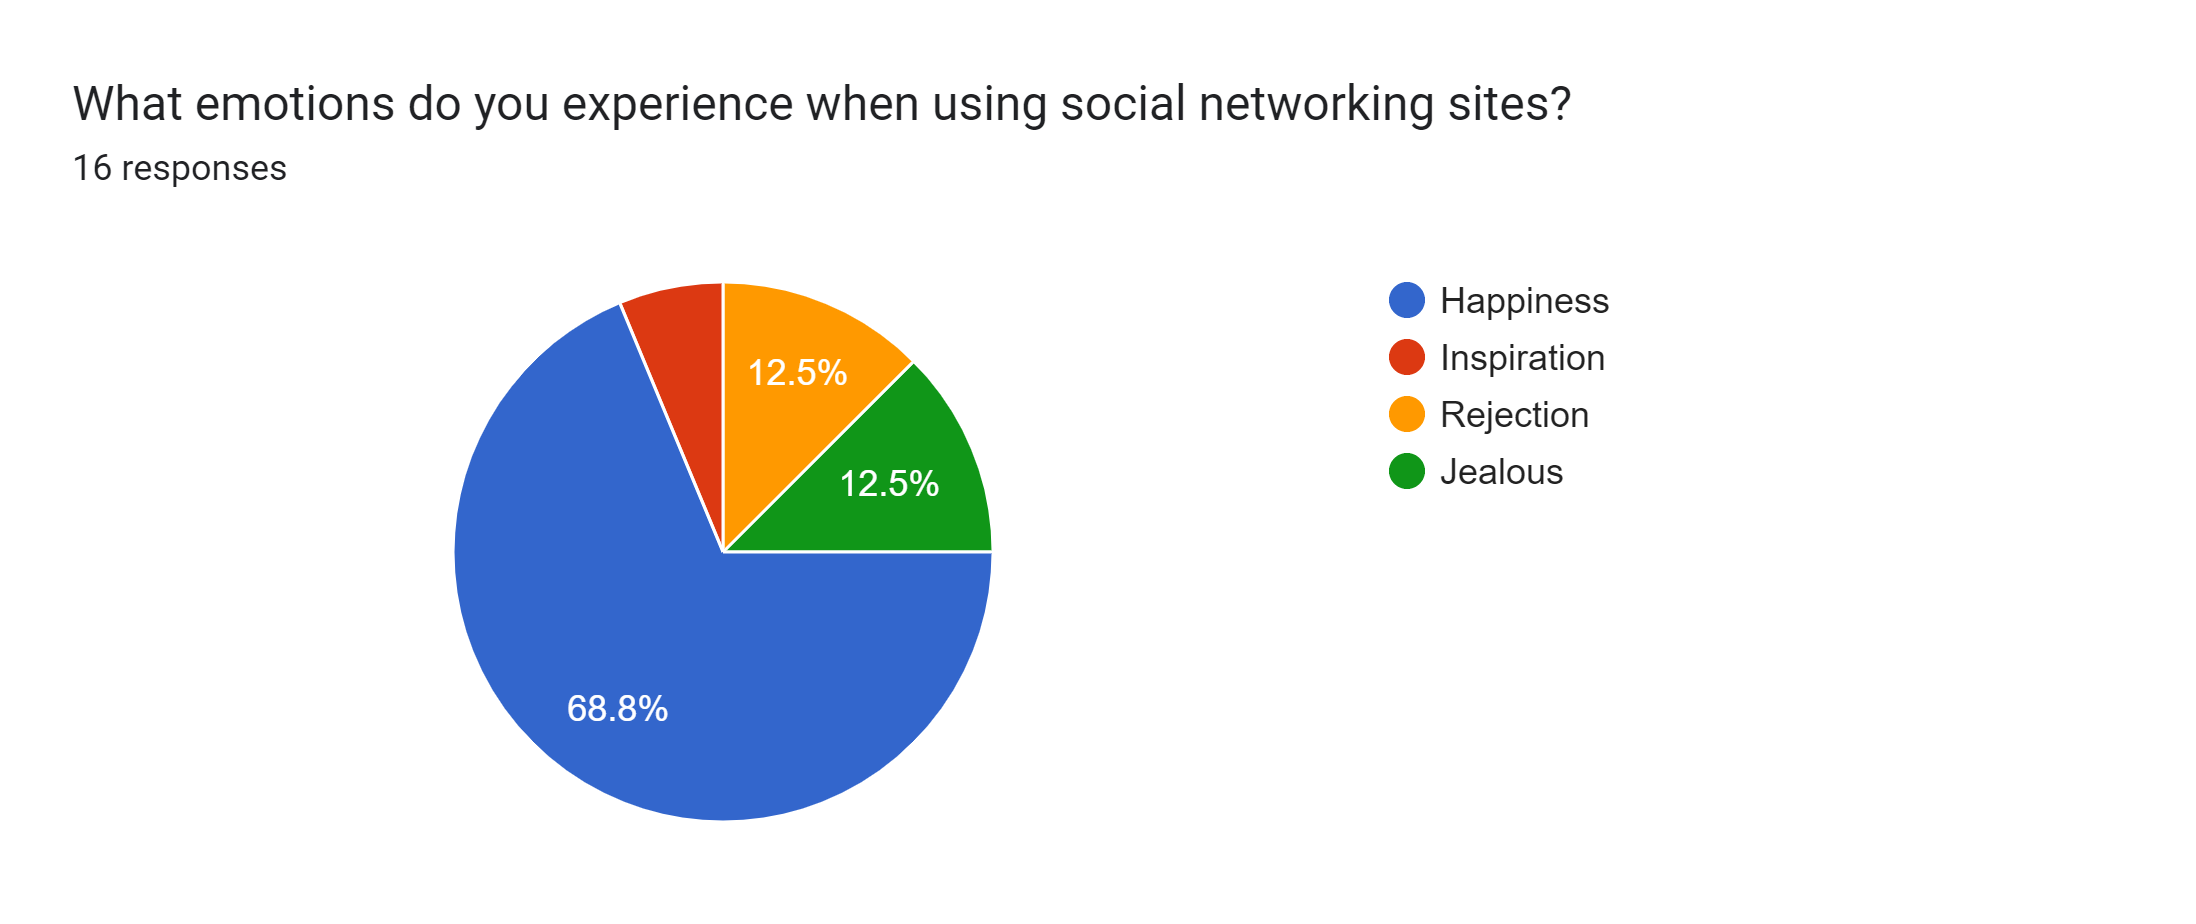 What emotions do you experience when using social networking sites?
16 responses
12.5%
12.5%
68.8%
Happiness
Inspiration
Rejection
Jealous